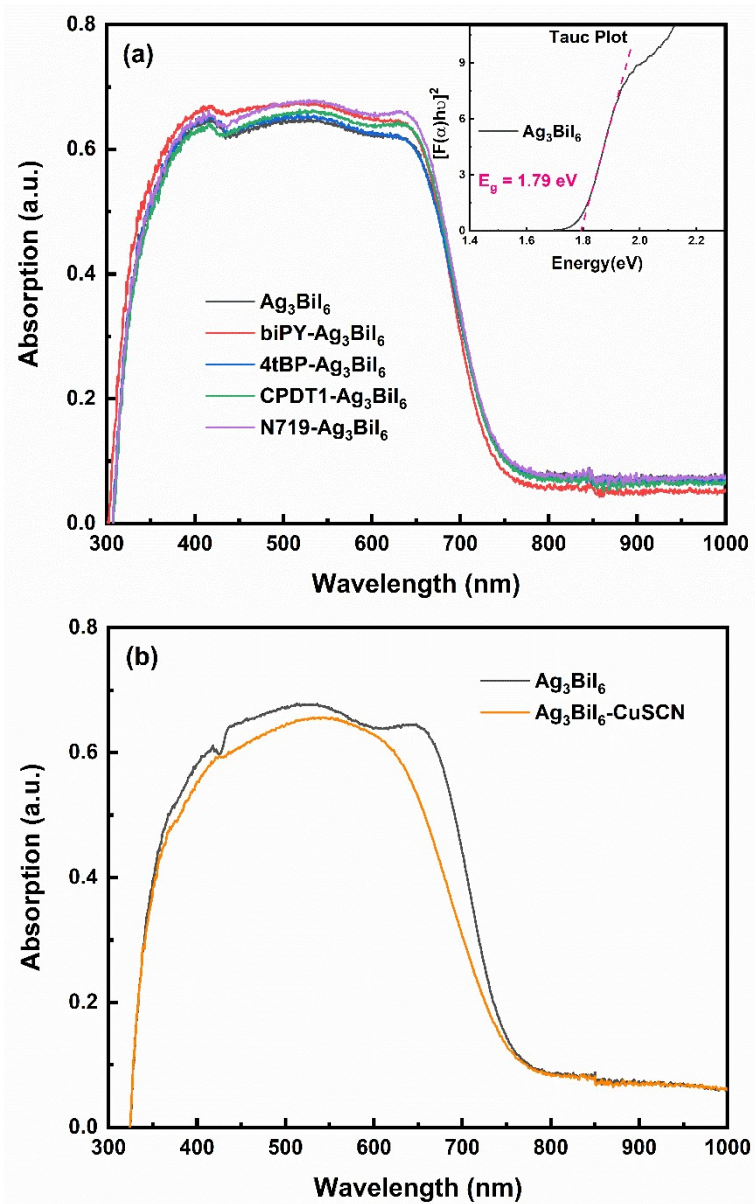 (a)
Tauc Plot
[F(α)hυ]²
9
6
3
0
Ag₃BiI₆
E𝗀 = 1.79 eV
1.4 1.6 1.8 2.0 2.2
Energy(eV)
Absorption (a.u.)
0.8
0.6
0.4
0.2
0.0
Ag₃BiI₆
biPY-Ag₃BiI₆
4tBP-Ag₃BiI₆
CPDT1-Ag₃BiI₆
N719-Ag₃BiI₆
300 400 500 600 700 800 900 1000
Wavelength (nm)
(b)
Absorption (a.u.)
0.8
0.6
0.4
0.2
0.0
Ag₃BiI₆
Ag₃BiI₆-CuSCN
300 400 500 600 700 800 900 1000
Wavelength (nm)